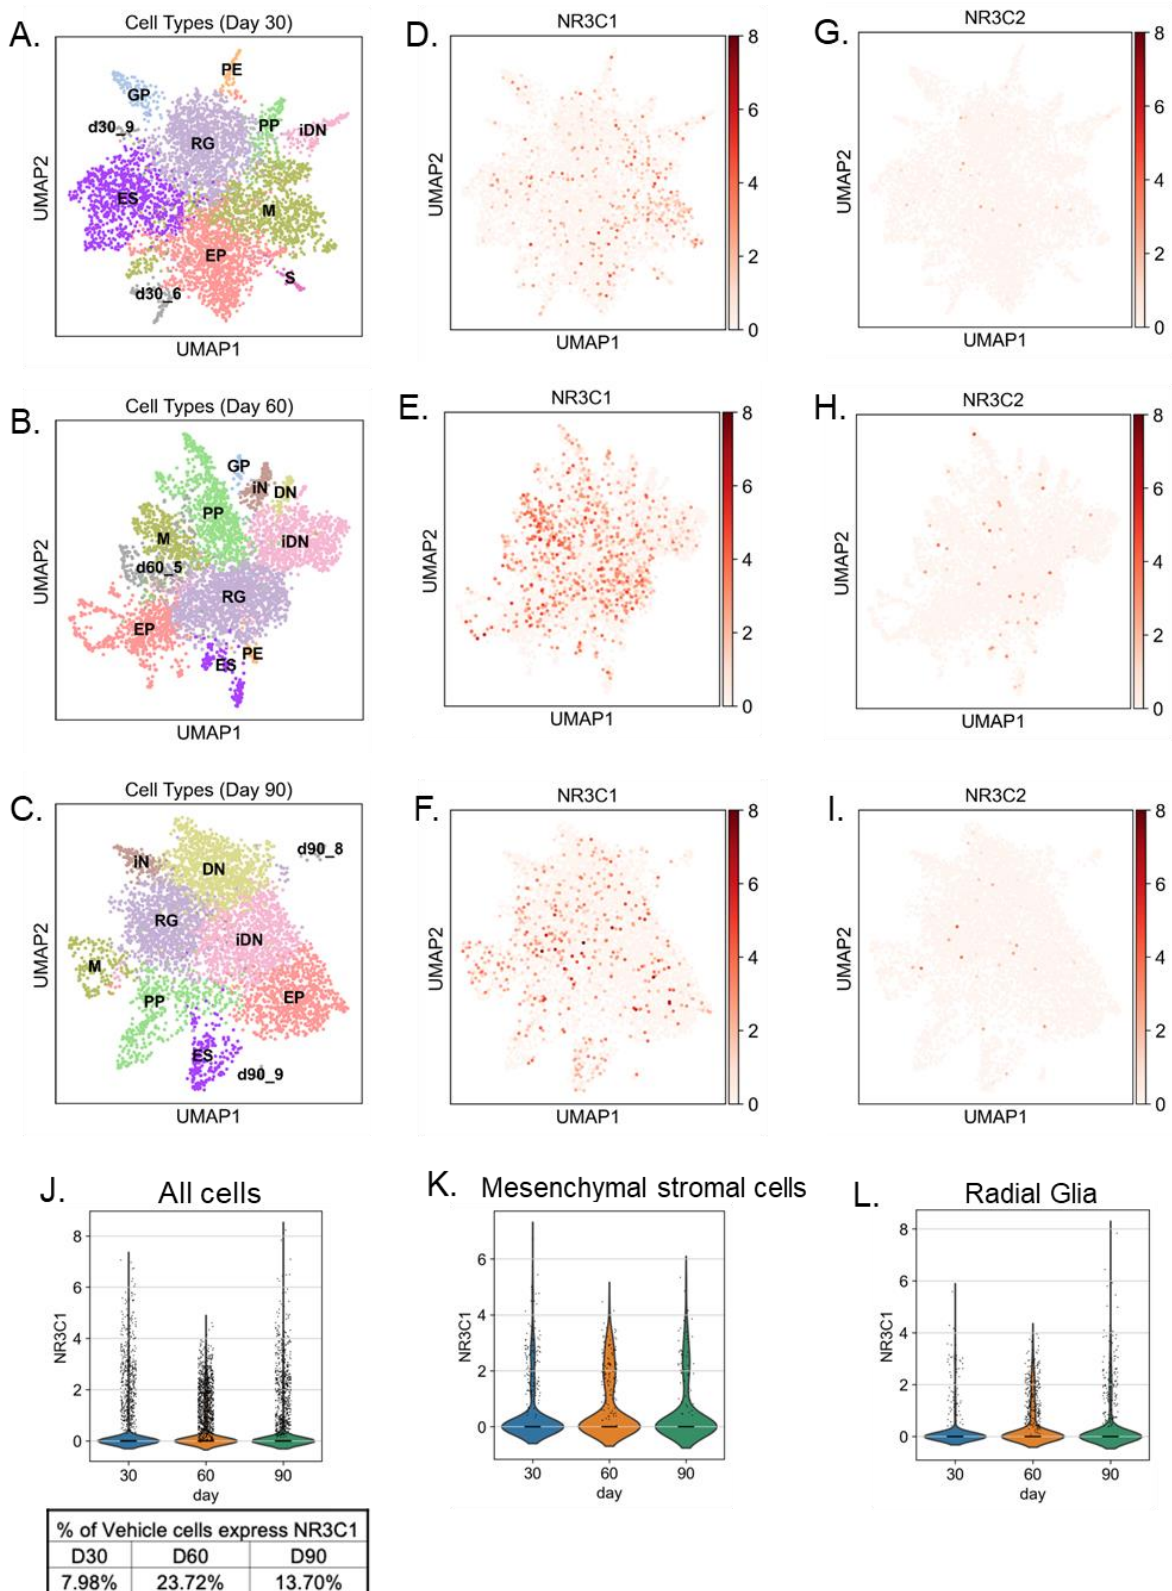 A.
Cell Types (Day 30)
PE
GP
d30_9
PP
iDN
RG
ES
M
EP
S
d30_6
UMAP2
UMAP1
D.
NR3C1
8
6
4
2
0
UMAP2
UMAP1
G.
NR3C2
8
6
4
2
0
UMAP2
UMAP1
B.
Cell Types (Day 60)
GP
iN
DN
PP
M
iDN
d60_5
RG
EP
PE
ES
UMAP2
UMAP1
E.
NR3C1
8
6
4
2
0
UMAP2
UMAP1
H.
NR3C2
8
6
4
2
0
UMAP2
UMAP1
C.
Cell Types (Day 90)
d90_8
iN
DN
RG
iDN
M
PP
EP
ES
d90_9
UMAP2
UMAP1
F.
NR3C1
8
6
4
2
0
UMAP2
UMAP1
I.
NR3C2
8
6
4
2
0
UMAP2
UMAP1
J.
All cells
NR3C1
8
6
4
2
0
30 60 90
day
K.
Mesenchymal stromal cells
NR3C1
6
4
2
0
30 60 90
day
L.
Radial Glia
NR3C1
8
6
4
2
0
30 60 90
day
% of Vehicle cells express NR3C1
D30 D60 D90
7.98% 23.72% 13.70%